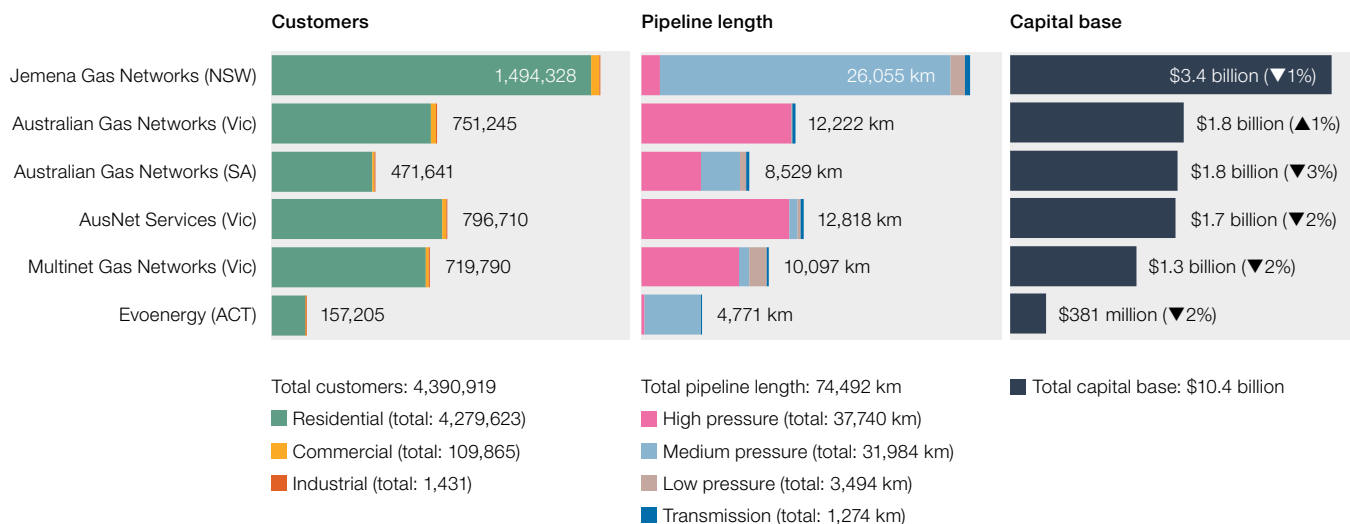 Customers Pipeline length Capital base
Jemena Gas Networks (NSW) 1,494,328 26,055 km $3.4 billion (▼1%)
Australian Gas Networks (Vic) 751,245 12,222 km $1.8 billion (▲1%)
Australian Gas Networks (SA) 471,641 8,529 km $1.8 billion (▼3%)
AusNet Services (Vic) 796,710 12,818 km $1.7 billion (▼2%)
Multinet Gas Networks (Vic) 719,790 10,097 km $1.3 billion (▼2%)
Evoenergy (ACT) 157,205 4,771 km $381 million (▼2%)
Total customers: 4,390,919 Total pipeline length: 74,492 km Total capital base: $10.4 billion
Residential (total: 4,279,623) High pressure (total: 37,740 km)
Commercial (total: 109,865) Medium pressure (total: 31,984 km)
Industrial (total: 1,431) Low pressure (total: 3,494 km)
Transmission (total: 1,274 km)